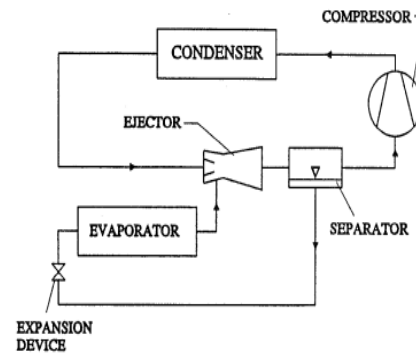 COMPRESSOR
CONDENSER
EJECTOR
SEPARATOR
EVAPORATOR
EXPANSION
DEVICE